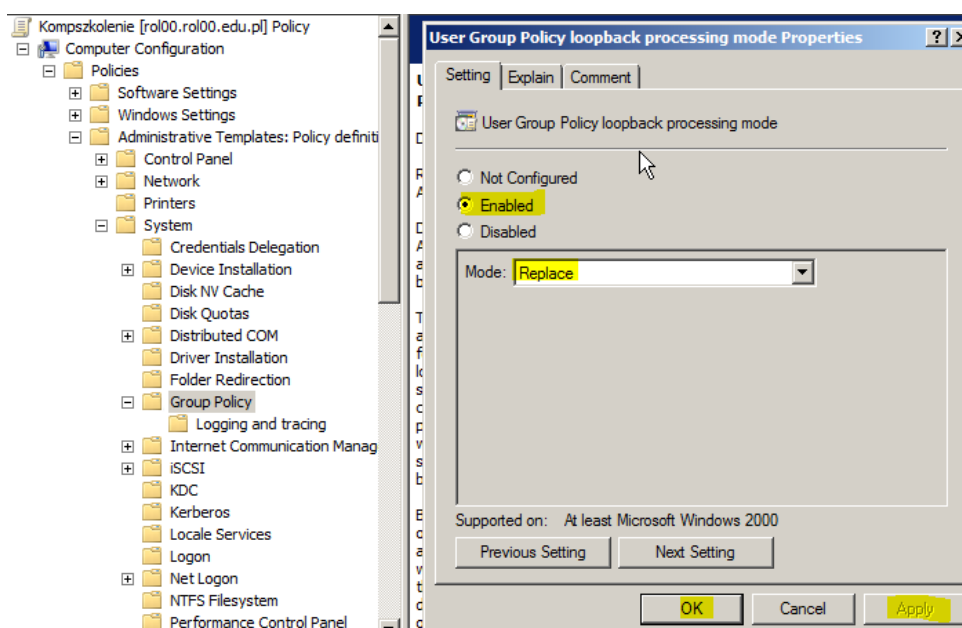 Kompszkolenie [rol00.rol00.edu.pl] Policy
Computer Configuration
Policies
Software Settings
Windows Settings
Administrative Templates: Policy definiti
Control Panel
Network
Printers
System
Credentials Delegation
Device Installation
Disk NV Cache
Disk Quotas
Distributed COM
Driver Installation
Folder Redirection
Group Policy
Logging and tracing
Internet Communication Manag
iSCSI
KDC
Kerberos
Locale Services
Logon
Net Logon
NTFS Filesystem
Performance Control Panel
User Group Policy loopback processing mode Properties
Setting Explain Comment
User Group Policy loopback processing mode
Not Configured
Enabled
Disabled
Mode: Replace
Supported on: At least Microsoft Windows 2000
Previous Setting Next Setting
OK Cancel Apply